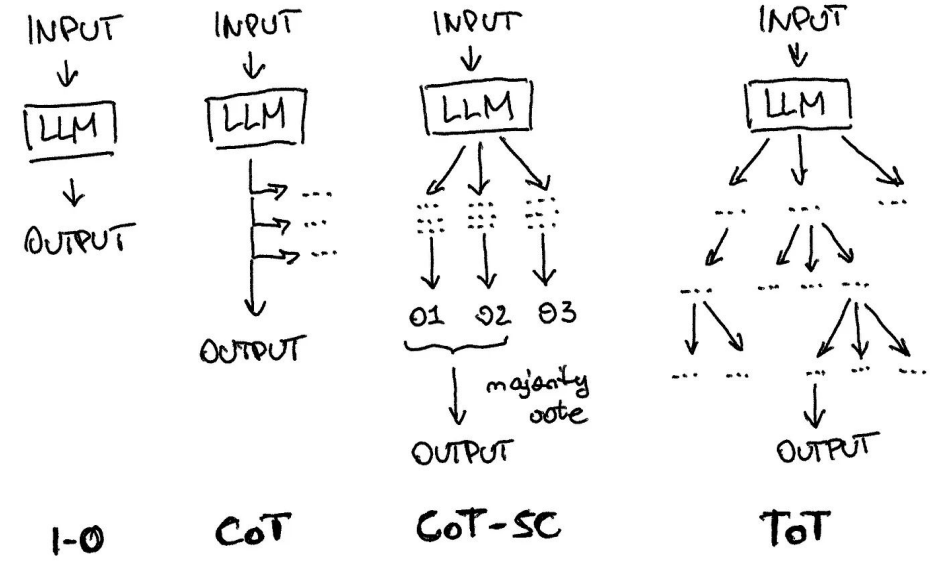 INPUT
LLM
OUTPUT
I-O
INPUT
LLM
...
...
...
OUTPUT
CoT
INPUT
LLM
... ... ...
... ... ...
... ... ...
O1 O2 O3
majority
vote
OUTPUT
CoT-SC
INPUT
LLM
... ... ...
... ... ... ...
... ... ... ... ...
OUTPUT
ToT